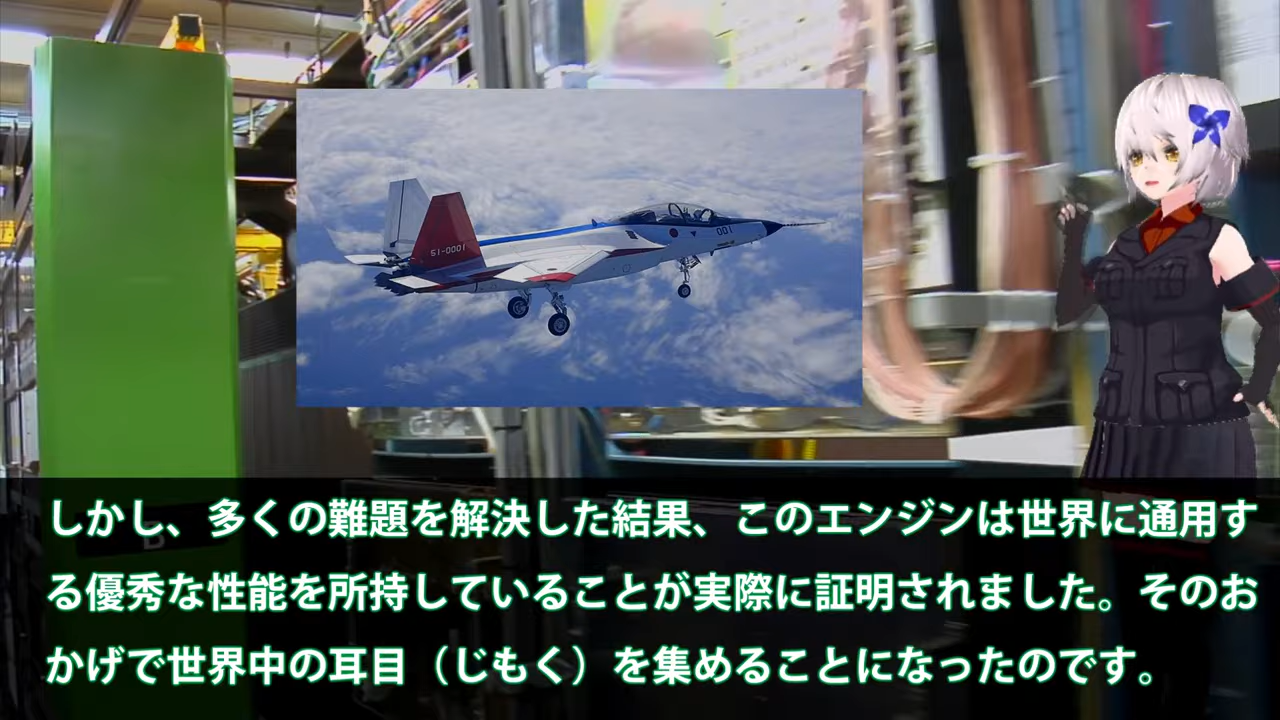 51-0001
001
しかし、多くの難題を解決した結果、このエンジンは世界に通用す
る優秀な性能を所持していることが実際に証明されました。そのお
かげで世界中の耳目（じもく）を集めることになったのです。